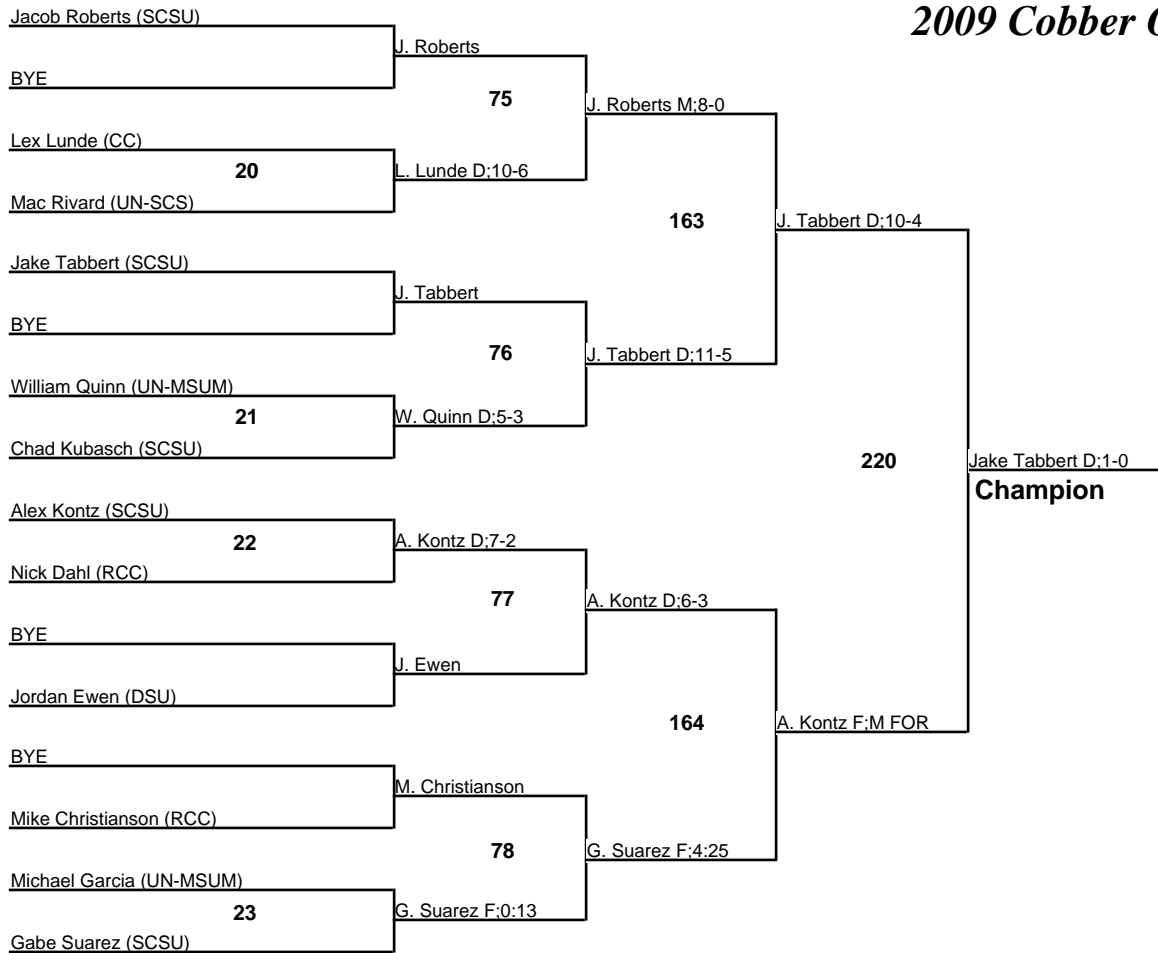 2009 Cobber
Jacob Roberts (SCSU)
J. Roberts
BYE
75
J. Roberts M;8-0
Lex Lunde (CC)
20
L. Lunde D;10-6
Mac Rivard (UN-SCS)
163
J. Tabbert D;10-4
Jake Tabbert (SCSU)
J. Tabbert
BYE
76
J. Tabbert D;11-5
William Quinn (UN-MSUM)
21
W. Quinn D;5-3
Chad Kubasch (SCSU)
220
Jake Tabbert D;1-0
Champion
Alex Kontz (SCSU)
22
A. Kontz D;7-2
Nick Dahl (RCC)
77
A. Kontz D;6-3
BYE
J. Ewen
Jordan Ewen (DSU)
164
A. Kontz F;M FOR
BYE
M. Christianson
Mike Christianson (RCC)
78
G. Suarez F;4:25
Michael Garcia (UN-MSUM)
23
G. Suarez F;0:13
Gabe Suarez (SCSU)